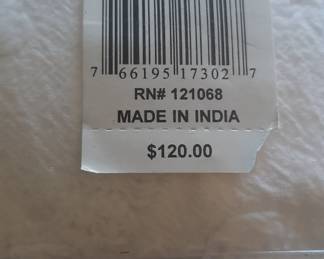 7 66195 17302 7
RN# 121068
MADE IN INDIA
$120.00